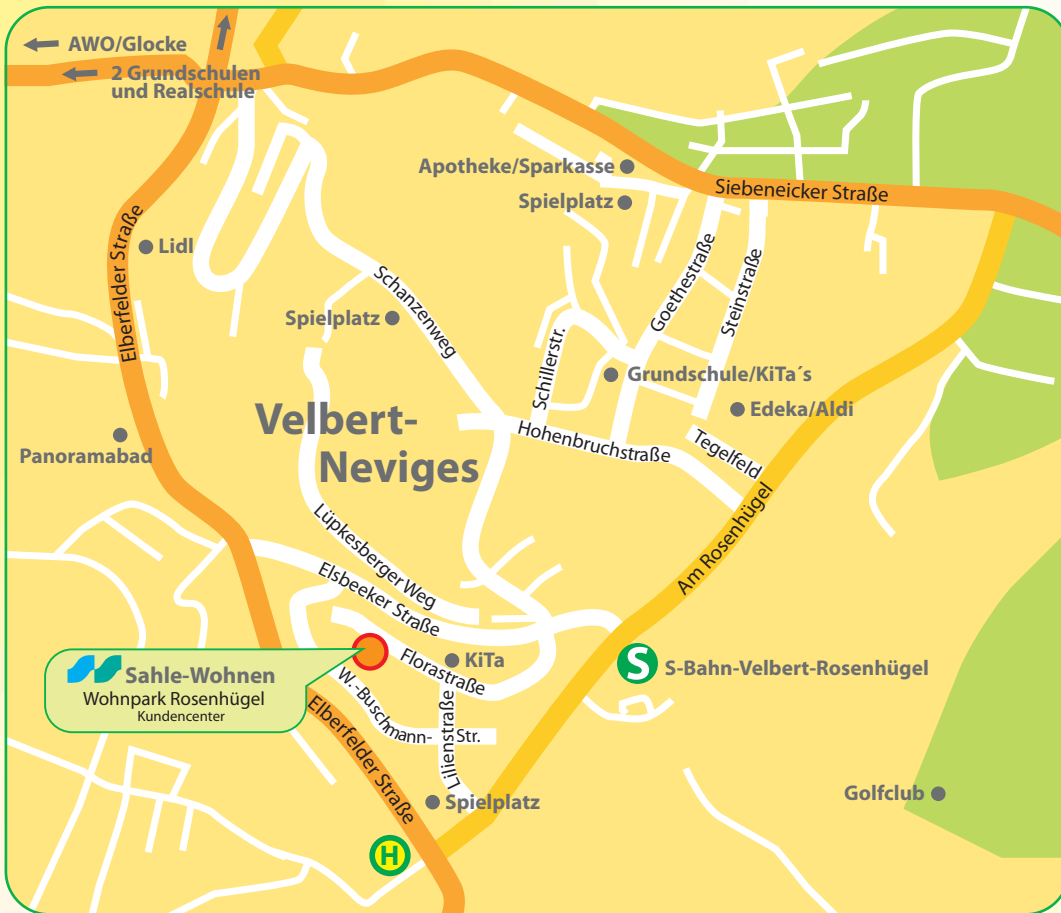 AWO/Glocke
2 Grundschulen
und Realschule
Apotheke/Sparkasse
Siebeneicker Straße
Spielplatz
Elberfelder Straße
Lidl
Schanzenweg
Goethestraße
Steinstraße
Spielplatz
Schillerstr.
Grundschule/KiTa´s
Velbert-
Neviges
Edeka/Aldi
Hohenbruchstraße
Tegelfeld
Panoramabad
Am Rosenhügel
Lüpkesberger Weg
Elsbeeker Straße
KiTa
Florastraße
S
S-Bahn-Velbert-Rosenhügel
Sahle-Wohnen
Wohnpark Rosenhügel
Kundencenter
W.-Buschmann-
Str.
Lilienstraße
Elberfelder Straße
Spielplatz
Golfclub
H